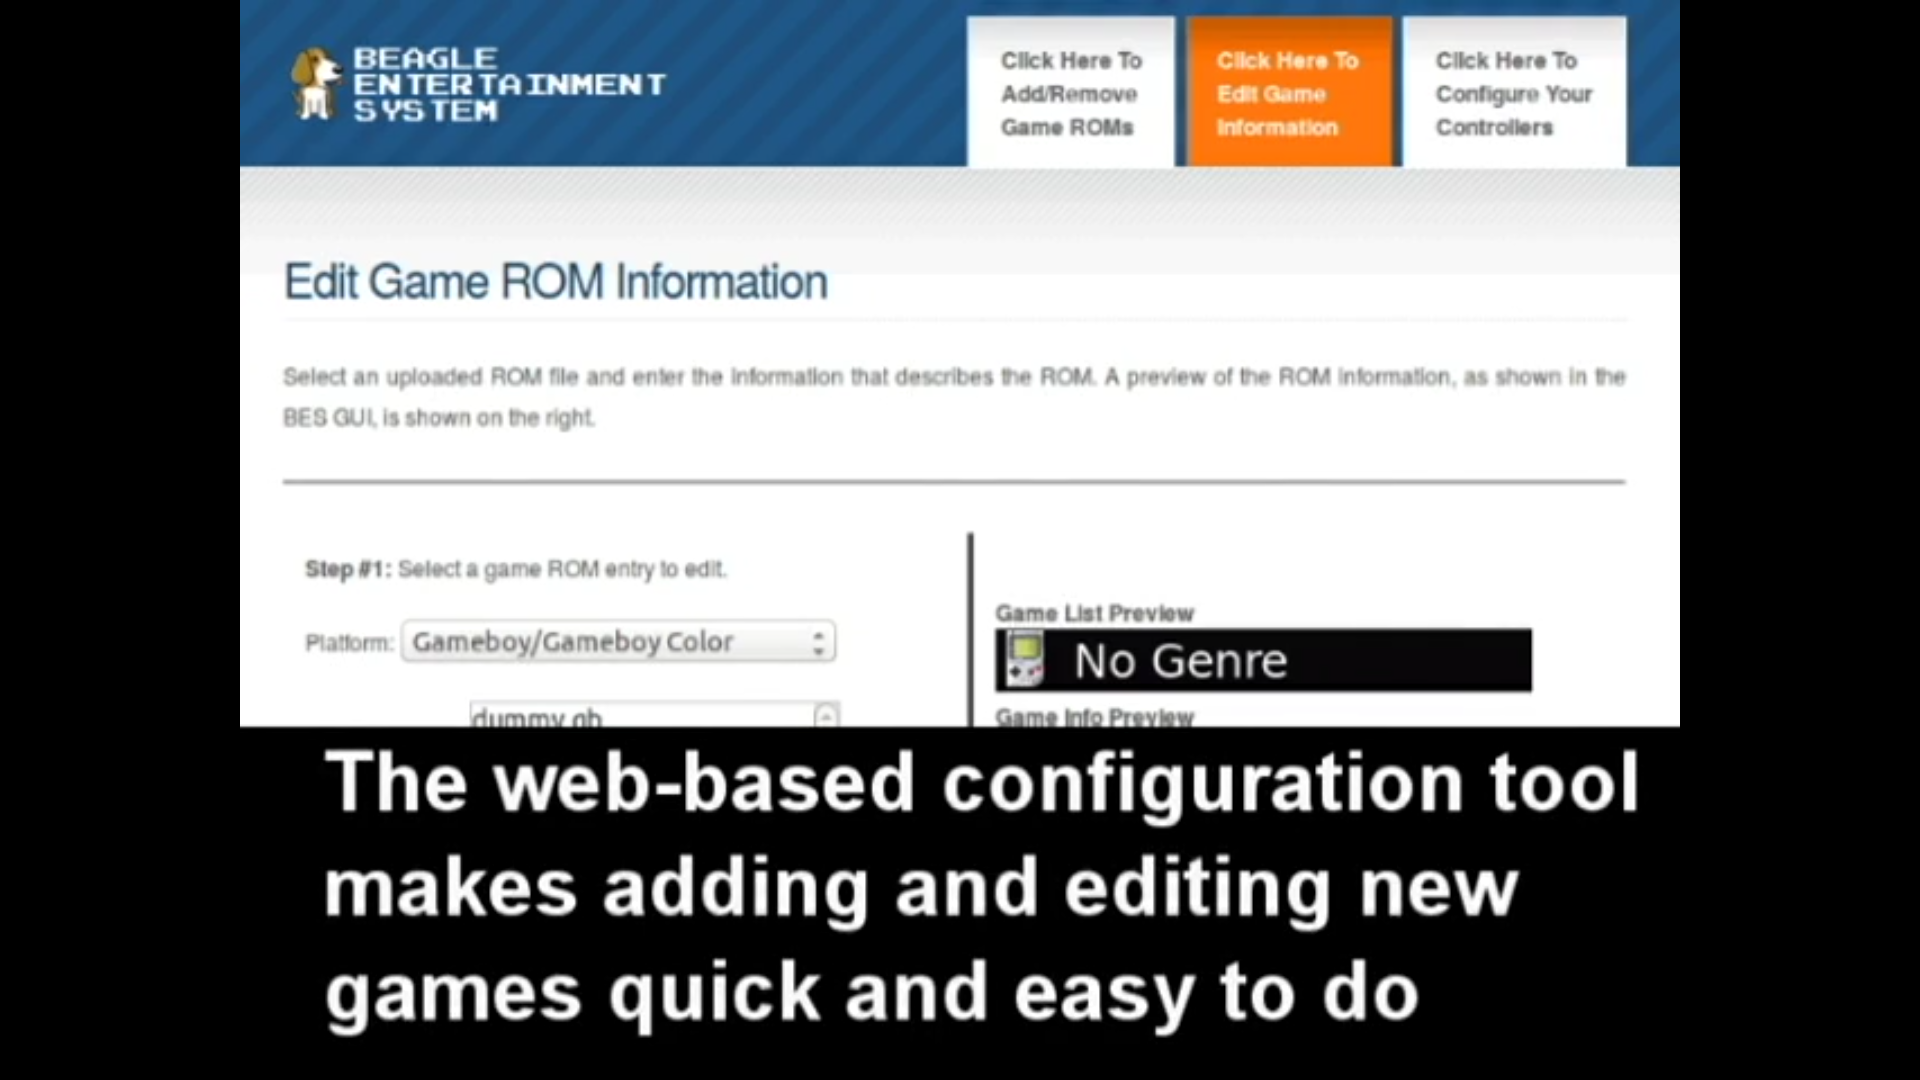 BEAGLE
ENTERTAINMENT
SYSTEM
Click Here To
Add/Remove
Game ROMs
Click Here To
Edit Game
Information
Click Here To
Configure Your
Controllers
Edit Game ROM Information
Select an uploaded ROM file and enter the information that describes the ROM. A preview of the ROM information, as shown in the
BES GUI, is shown on the right.
Step #1: Select a game ROM entry to edit.
Platform: Gameboy/Gameboy Color
dummy.gb
Game List Preview
No Genre
Game Info Preview
The web-based configuration tool
makes adding and editing new
games quick and easy to do